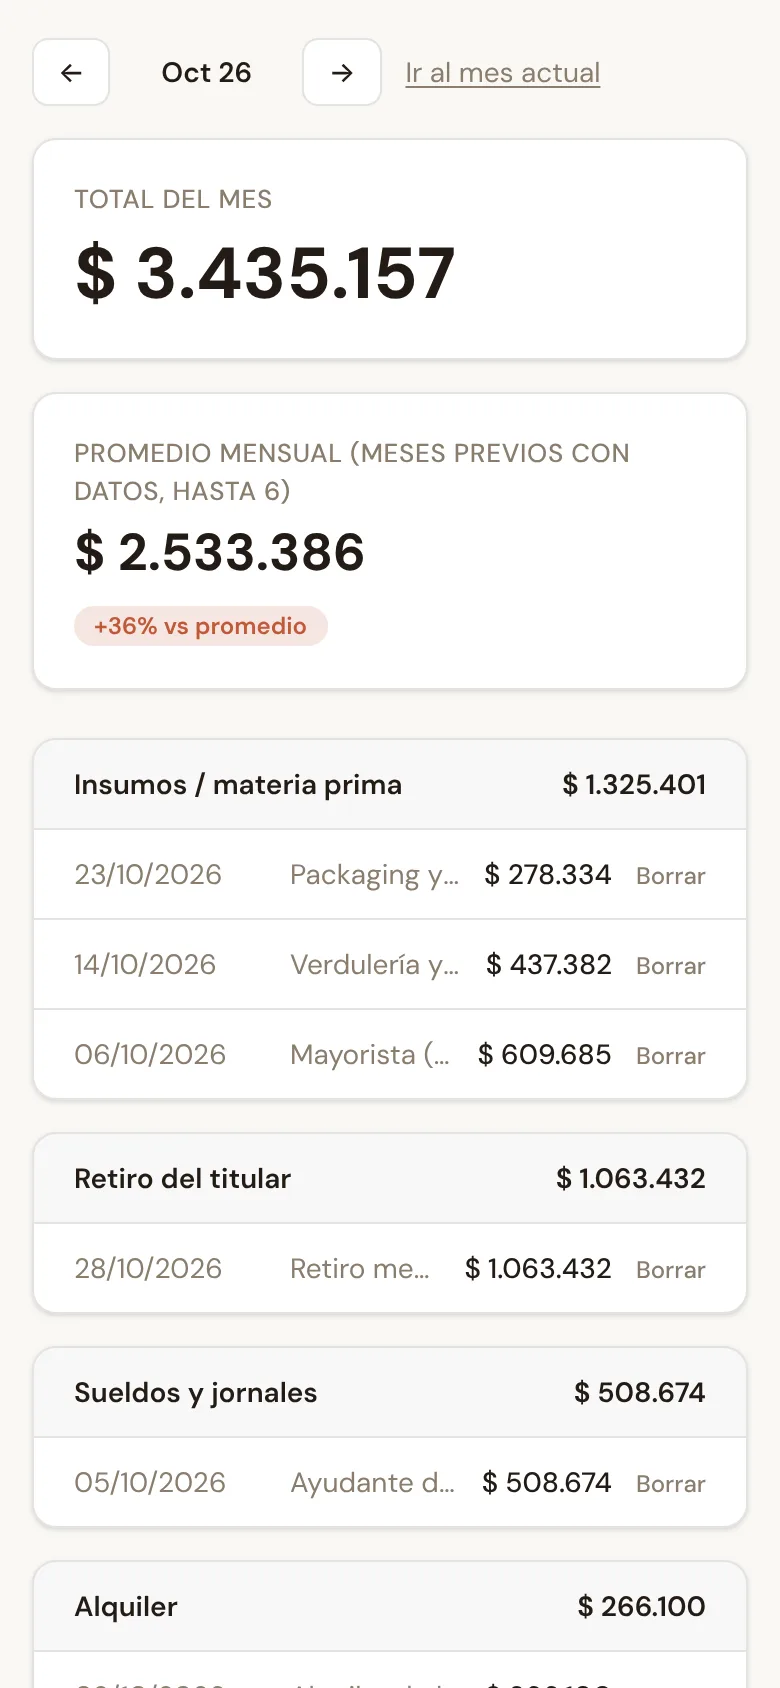 ← Oct 26 → Ir al mes actual
TOTAL DEL MES
$ 3.435.157
PROMEDIO MENSUAL (MESES PREVIOS CON
DATOS, HASTA 6)
$ 2.533.386
+36% vs promedio
Insumos / materia prima $ 1.325.401
23/10/2026 Packaging y... $ 278.334 Borrar
14/10/2026 Verdulería y... $ 437.382 Borrar
06/10/2026 Mayorista (... $ 609.685 Borrar
Retiro del titular $ 1.063.432
28/10/2026 Retiro me... $ 1.063.432 Borrar
Sueldos y jornales $ 508.674
05/10/2026 Ayudante d... $ 508.674 Borrar
Alquiler $ 266.100